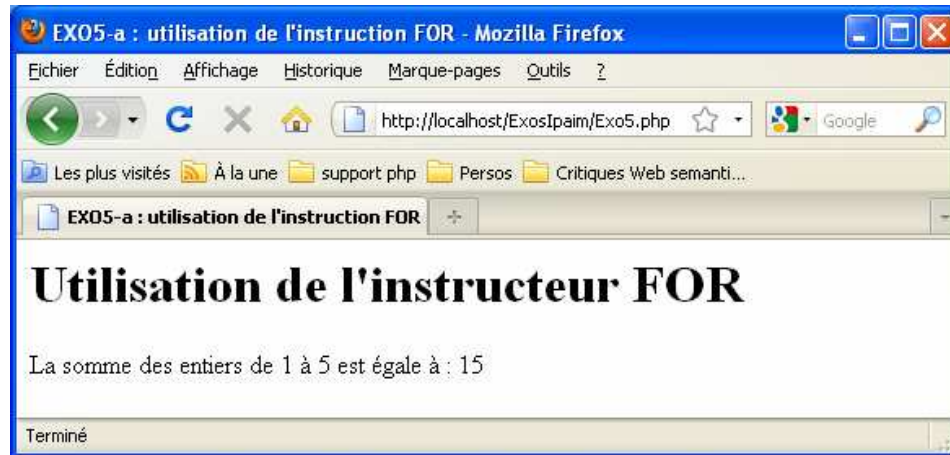 EXO5-a : utilisation de l'instruction FOR - Mozilla Firefox
Fichier Édition Affichage Historique Marque-pages Outils ?
http://localhost/ExosIpaim/Exo5.php Google
Les plus visités À la une support php Persos Critiques Web semanti...
EXO5-a : utilisation de l'instruction FOR
Utilisation de l'instructeur FOR
La somme des entiers de 1 à 5 est égale à : 15
Terminé